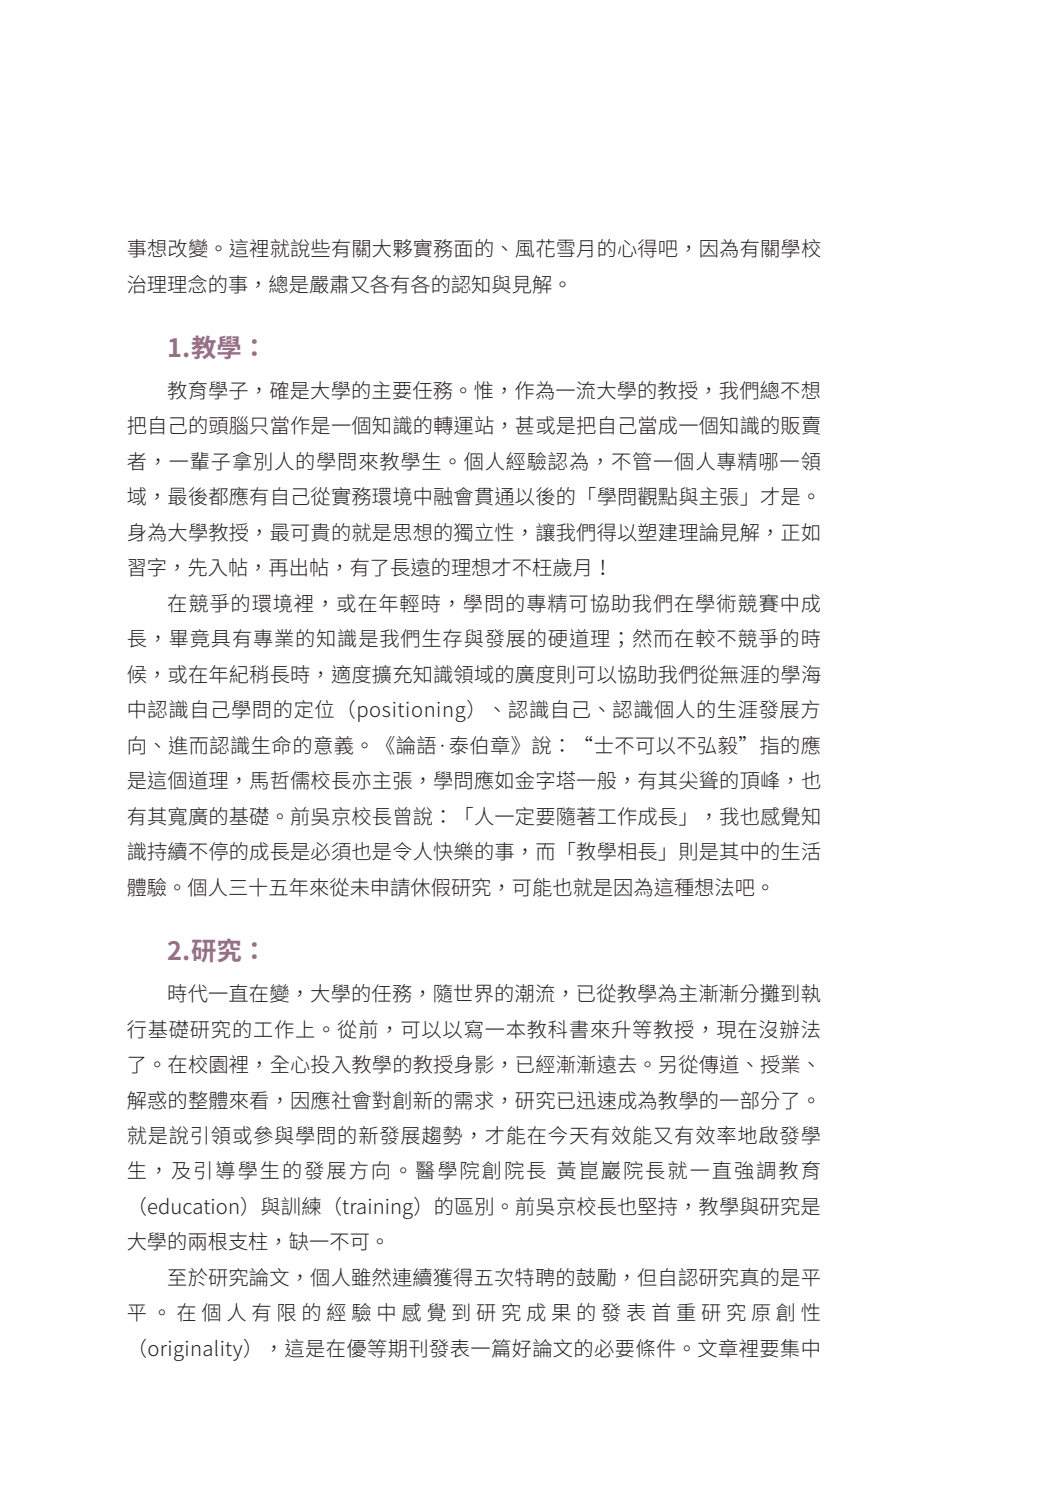 事想改變。這裡就說些有關大夥實務面的、風花雪月的心得吧，因為有關學校
治理理念的事，總是嚴肅又各有各的認知與見解。
1.教學：
教育學子，確是大學的主要任務。惟，作為一流大學的教授，我們總不想
把自己的頭腦只當作是一個知識的轉運站，甚或是把自己當成一個知識的販賣
者，一輩子拿別人的學問來教學生。個人經驗認為，不管一個人專精哪一領
域，最後都應有自己從實務環境中融會貫通以後的「學問觀點與主張」才是。
身為大學教授，最可貴的就是思想的獨立性，讓我們得以塑建理論見解，正如
習字，先入帖，再出帖，有了長遠的理想才不枉歲月！
在競爭的環境裡，或在年輕時，學問的專精可協助我們在學術競賽中成
長，畢竟具有專業的知識是我們生存與發展的硬道理；然而在較不競爭的時
候，或在年紀稍長時，適度擴充知識領域的廣度則可以協助我們從無涯的學海
中認識自己學問的定位（positioning）、認識自己、認識個人的生涯發展方
向、進而認識生命的意義。《論語·泰伯章》說：“士不可以不弘毅”指的應
是這個道理，馬哲儒校長亦主張，學問應如金字塔一般，有其尖聳的頂峰，也
有其寬廣的基礎。前吳京校長曾說：「人一定要隨著工作成長」，我也感覺知
識持續不停的成長是必須也是令人快樂的事，而「教學相長」則是其中的生活
體驗。個人三十五年來從未申請休假研究，可能也就是因為這種想法吧。
2.研究：
時代一直在變，大學的任務，隨世界的潮流，已從教學為主漸漸分攤到執
行基礎研究的工作上。從前，可以以寫一本教科書來升等教授，現在沒辦法
了。在校園裡，全心投入教學的教授身影，已經漸漸遠去。另從傳道、授業、
解惑的整體來看，因應社會對創新的需求，研究已迅速成為教學的一部分了。
就是說引領或參與學問的新發展趨勢，才能在今天有效能又有效率地啟發學
生，及引導學生的發展方向。醫學院創院長 黃崑巖院長就一直強調教育
（education）與訓練（training）的區別。前吳京校長也堅持，教學與研究是
大學的兩根支柱，缺一不可。
至於研究論文，個人雖然連續獲得五次特聘的鼓勵，但自認研究真的是平
平。在個人有限的經驗中感覺到研究成果的發表首重研究原創性
（originality），這是在優等期刊發表一篇好論文的必要條件。文章裡要集中